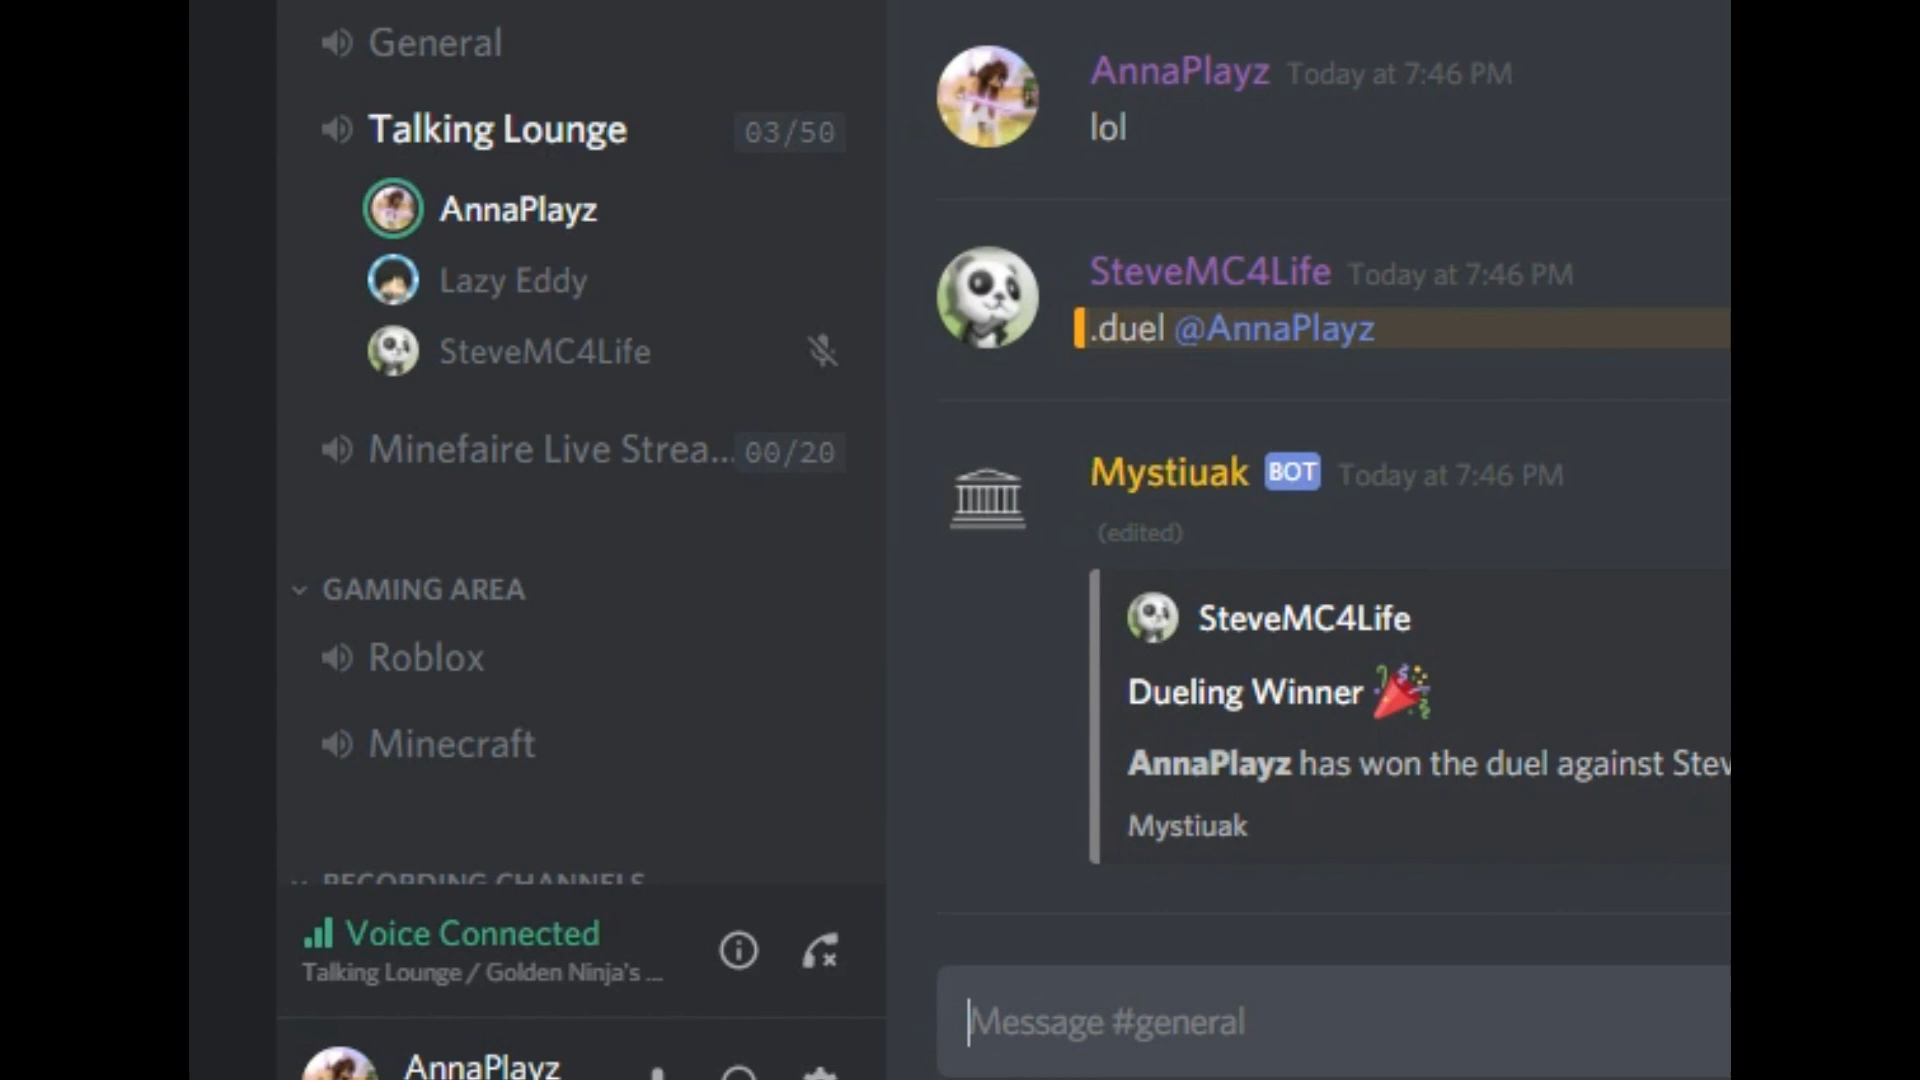 General
Talking Lounge 03/50
AnnaPlayz
Lazy Eddy
SteveMC4Life
Minefaire Live Strea... 00/20
GAMING AREA
Roblox
Minecraft
RECORDING CHANNELS
Voice Connected
Talking Lounge / Golden Ninja's ...
AnnaPlayz
AnnaPlayz Today at 7:46 PM
lol
SteveMC4Life Today at 7:46 PM
.duel @AnnaPlayz
Mystiuak BOT Today at 7:46 PM
(edited)
SteveMC4Life
Dueling Winner
AnnaPlayz has won the duel against Stev
Mystiuak
Message #general